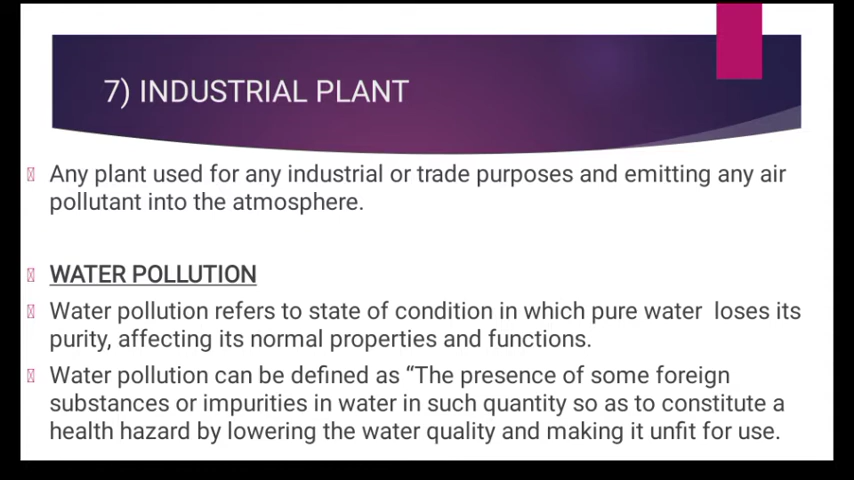 7) INDUSTRIAL PLANT
Any plant used for any industrial or trade purposes and emitting any air
pollutant into the atmosphere.
WATER POLLUTION
Water pollution refers to state of condition in which pure water  loses its
purity, affecting its normal properties and functions.
Water pollution can be defined as “The presence of some foreign
substances or impurities in water in such quantity so as to constitute a
health hazard by lowering the water quality and making it unfit for use.